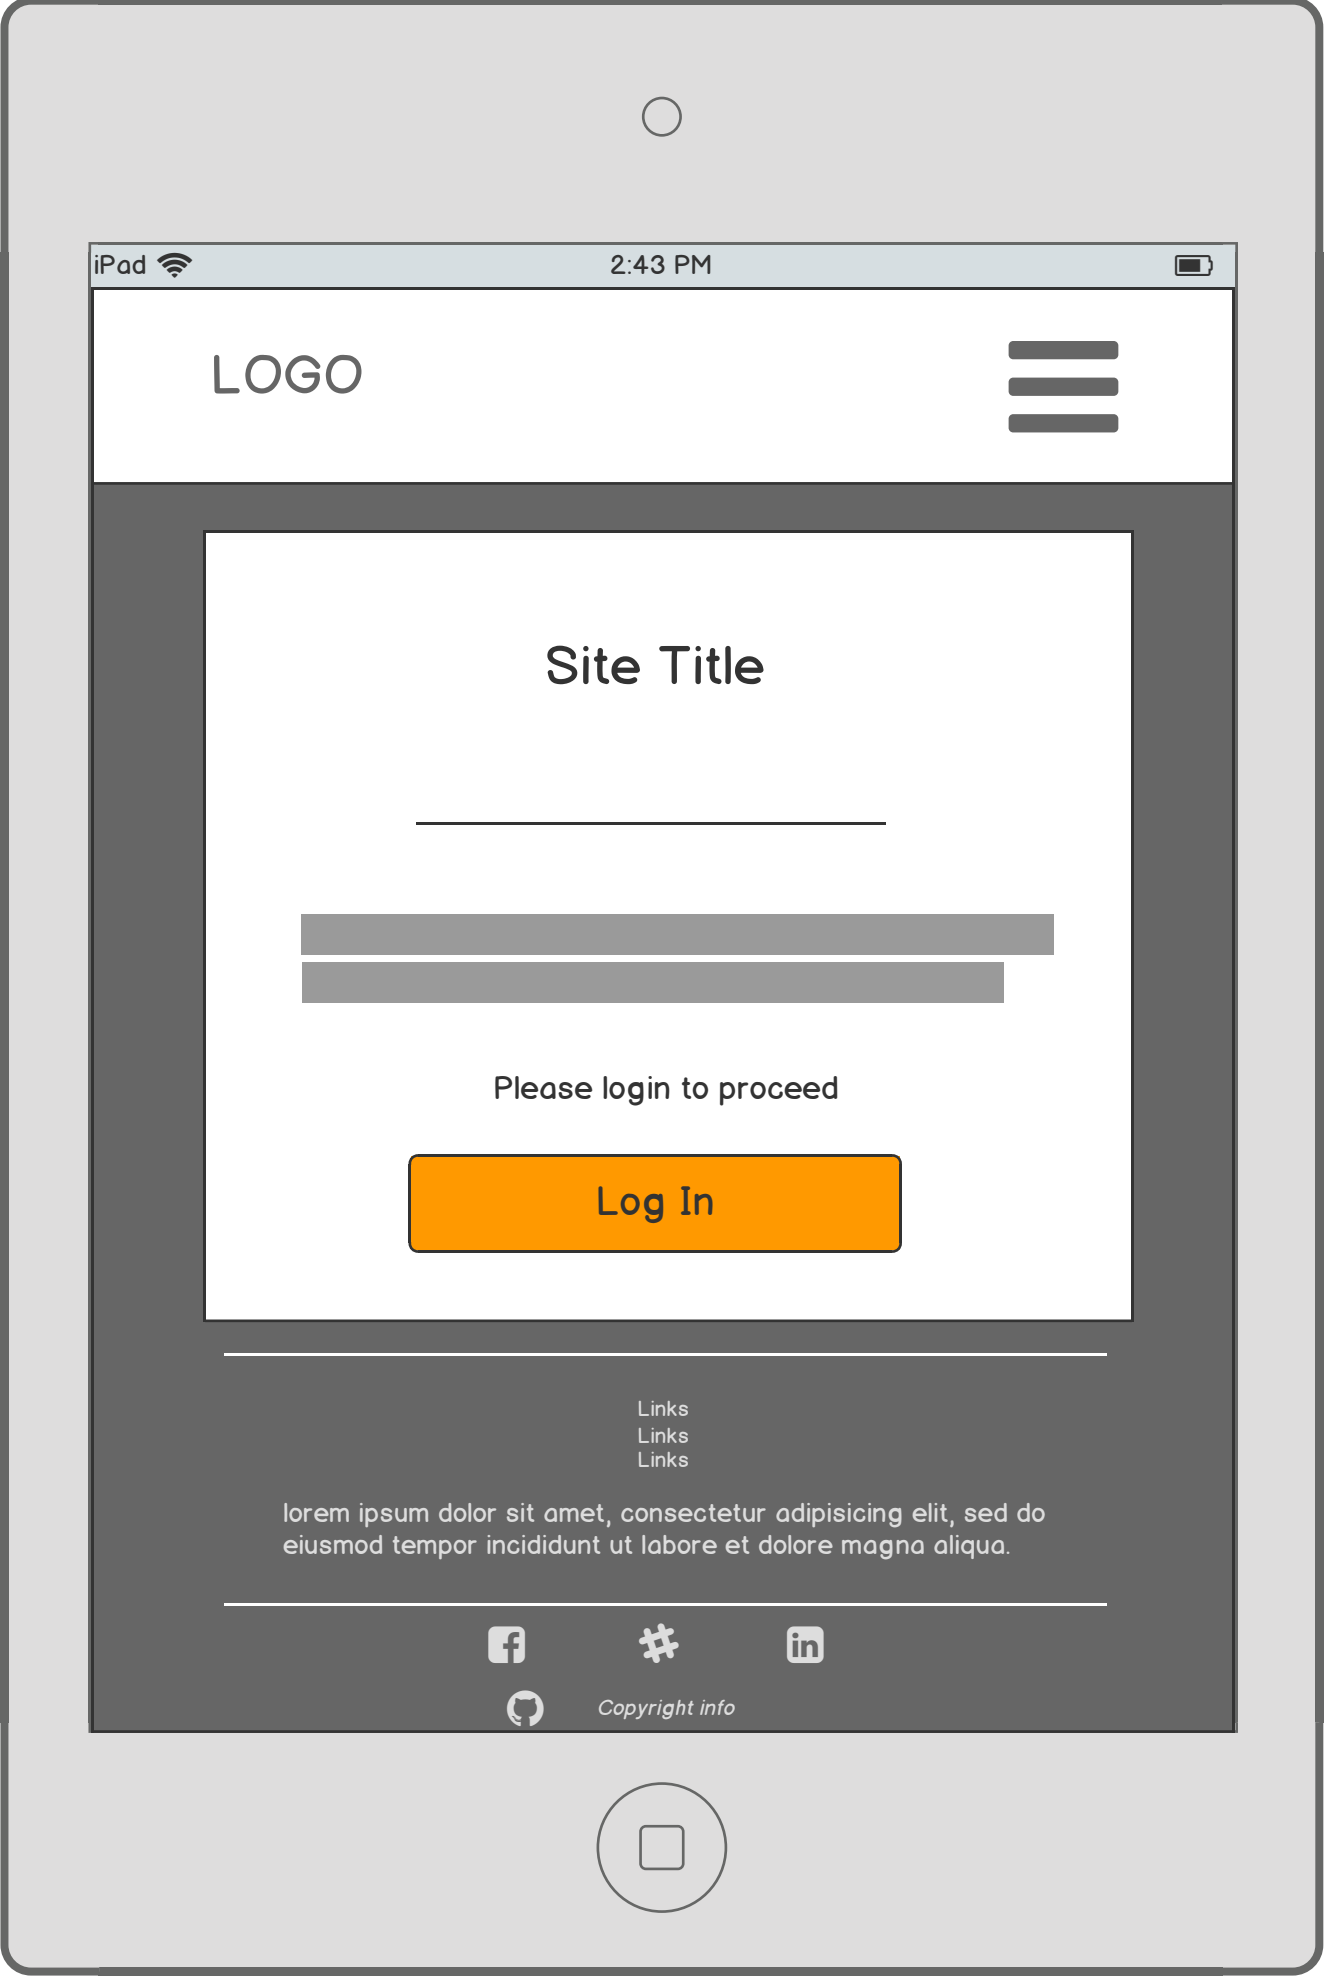 iPad 2:43 PM
LOGO
Site Title
Please login to proceed
Log In
Links
Links
Links
lorem ipsum dolor sit amet, consectetur adipisicing elit, sed do
eiusmod tempor incididunt ut labore et dolore magna aliqua.
Copyright info